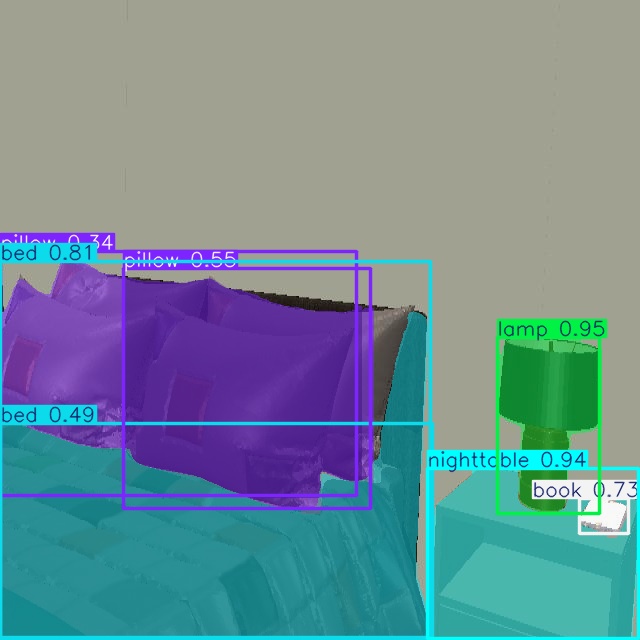 pillow 0.34
bed 0.81
pillow 0.55
lamp 0.95
bed 0.49
nighttable 0.94
book 0.73